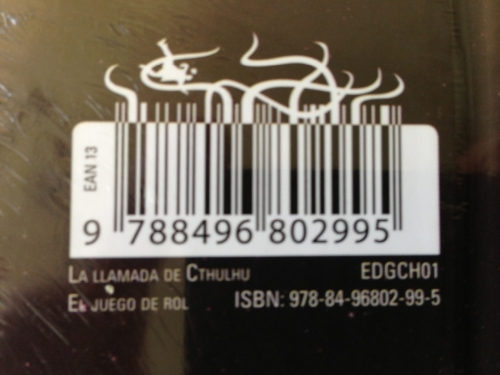 EAN 13
9 788496 802995
LA LLAMADA DE CTHULHU EDGCH01
EL JUEGO DE ROL ISBN: 978-84-96802-99-5